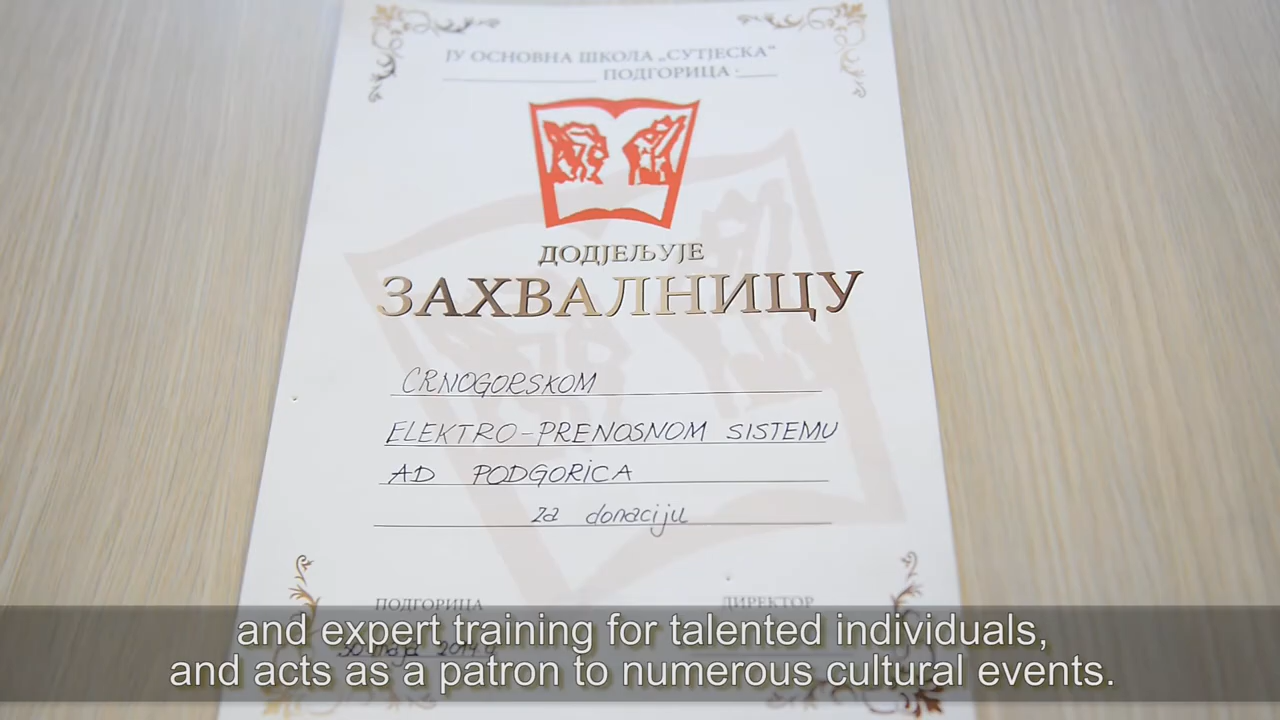 ЈУ ОСНОВНА ШКОЛА „СУТЈЕСКА“
ПОДГОРИЦА
ДОДЈЕЉУЈЕ
ЗАХВАЛНИЦУ
CRNOGORSKOM
ELEKTRO-PRENOSNOM SISTEMU
AD PODGORICA
za donaciju
ПОДГОРИЦА
ДИРЕКТОР
and expert training for talented individuals,
and acts as a patron to numerous cultural events.